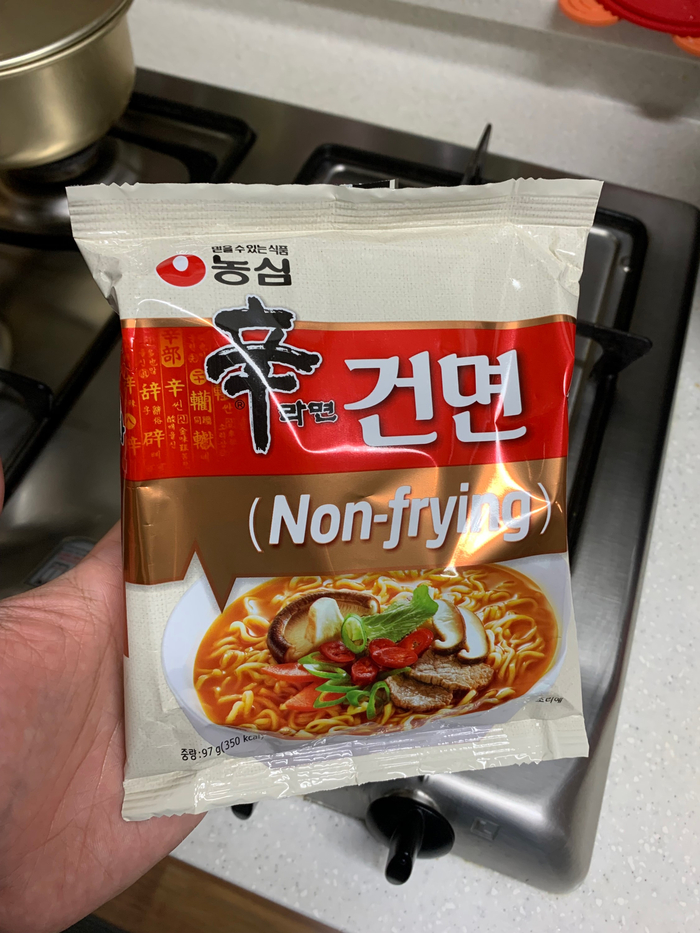 믿을 수 있는 식품
농심
辛
라면
건면
(Non-frying)
중량:97 g(350 kcal)